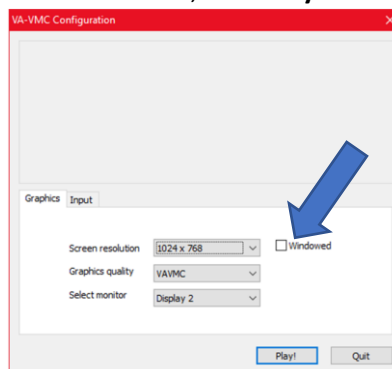 VA-VMC Configuration
Graphics Input
Screen resolution 1024 x 768 Windowed
Graphics quality VAVMC
Select monitor Display 2
Play! Quit